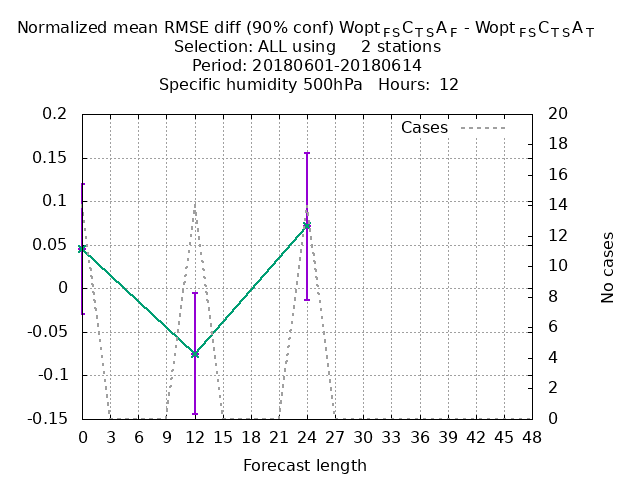 Normalized mean RMSE diff (90% conf) Wopt FS C TS A F - Wopt FS C TS A T
Selection: ALL using 2 stations
Period: 20180601-20180614
Specific humidity 500hPa Hours: 12
Cases
0.2
0.15
0.1
0.05
0
-0.05
-0.1
-0.15
20
18
16
14
12
10
8
6
4
2
0
No cases
0 3 6 9 12 15 18 21 24 27 30 33 36 39 42 45 48
Forecast length